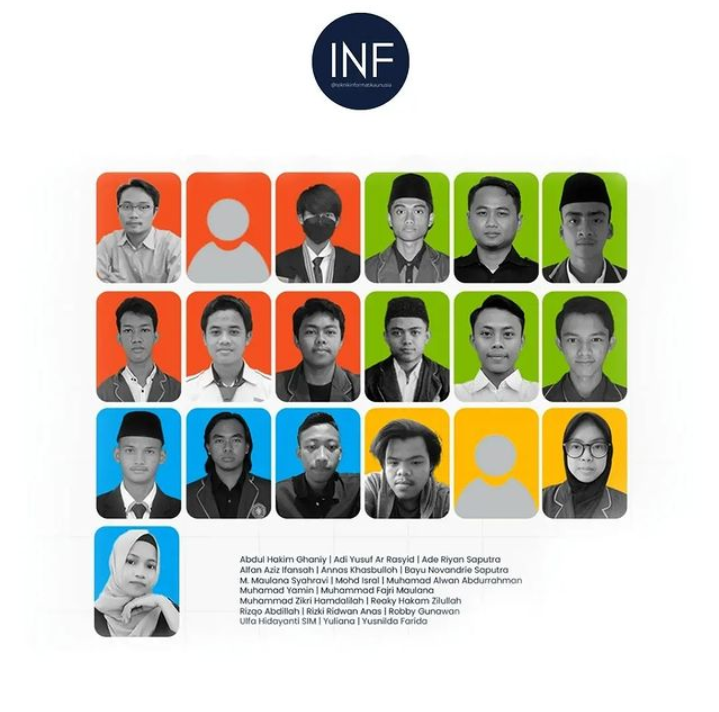 INF
@teknikinformatikaunusia
Abdul Hakim Ghaniy | Adi Yusuf Ar Rasyid | Ade Riyan Saputra
Alfan Aziz Ifansah | Annas Khasbulloh | Bayu Novandrie Saputra
M. Maulana Syahravi | Mohd Isral | Muhamad Alwan Abdurrahman
Muhamad Yamin | Muhammad Fajri Maulana
Muhammad Zikri Hamdalilah | Reaky Hakam Zilullah
Rizqo Abdillah | Rizki Ridwan Anas | Robby Gunawan
Ulfa Hidayanti SIM | Yuliana | Yusnilda Farida